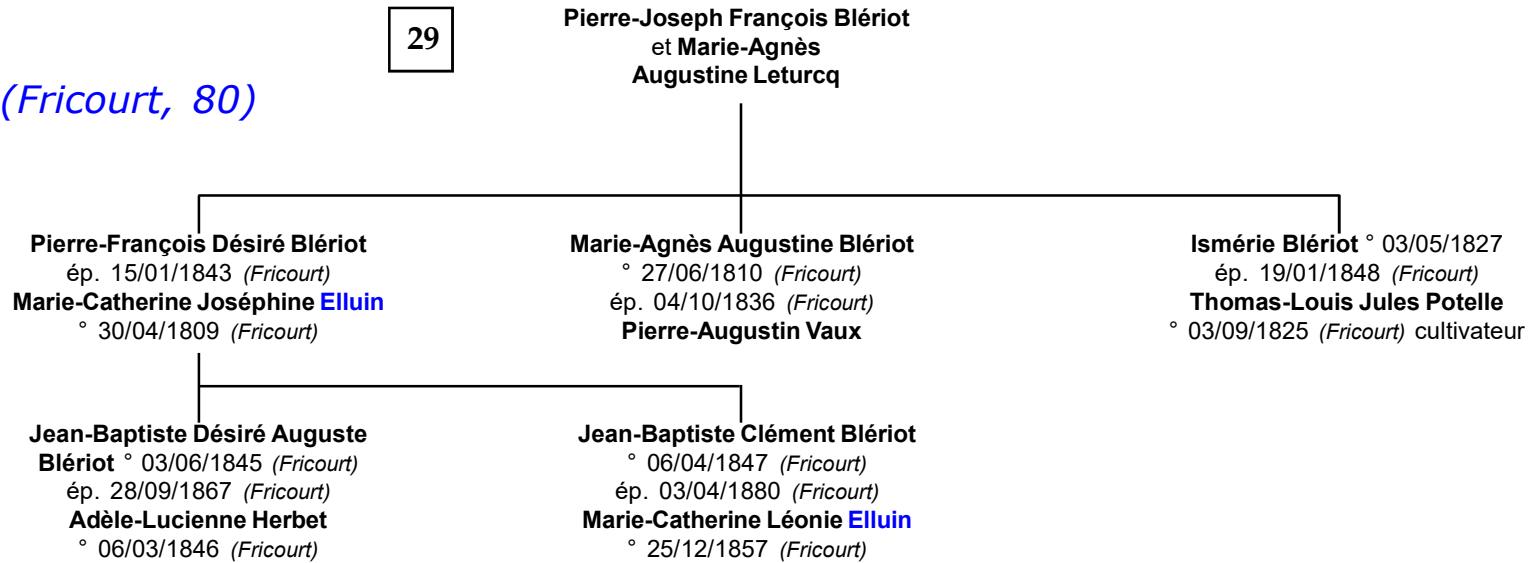 29
Pierre-Joseph François Blériot
et Marie-Agnès
Augustine Leturcq
(Fricourt, 80)
Pierre-François Désiré Blériot
ép. 15/01/1843 (Fricourt)
Marie-Catherine Joséphine Elluin
° 30/04/1809 (Fricourt)
Marie-Agnès Augustine Blériot
° 27/06/1810 (Fricourt)
ép. 04/10/1836 (Fricourt)
Pierre-Augustin Vaux
Ismérie Blériot ° 03/05/1827
ép. 19/01/1848 (Fricourt)
Thomas-Louis Jules Potelle
° 03/09/1825 (Fricourt) cultivateur
Jean-Baptiste Désiré Auguste
Blériot ° 03/06/1845 (Fricourt)
ép. 28/09/1867 (Fricourt)
Adèle-Lucienne Herbet
° 06/03/1846 (Fricourt)
Jean-Baptiste Clément Blériot
° 06/04/1847 (Fricourt)
ép. 03/04/1880 (Fricourt)
Marie-Catherine Léonie Elluin
° 25/12/1857 (Fricourt)